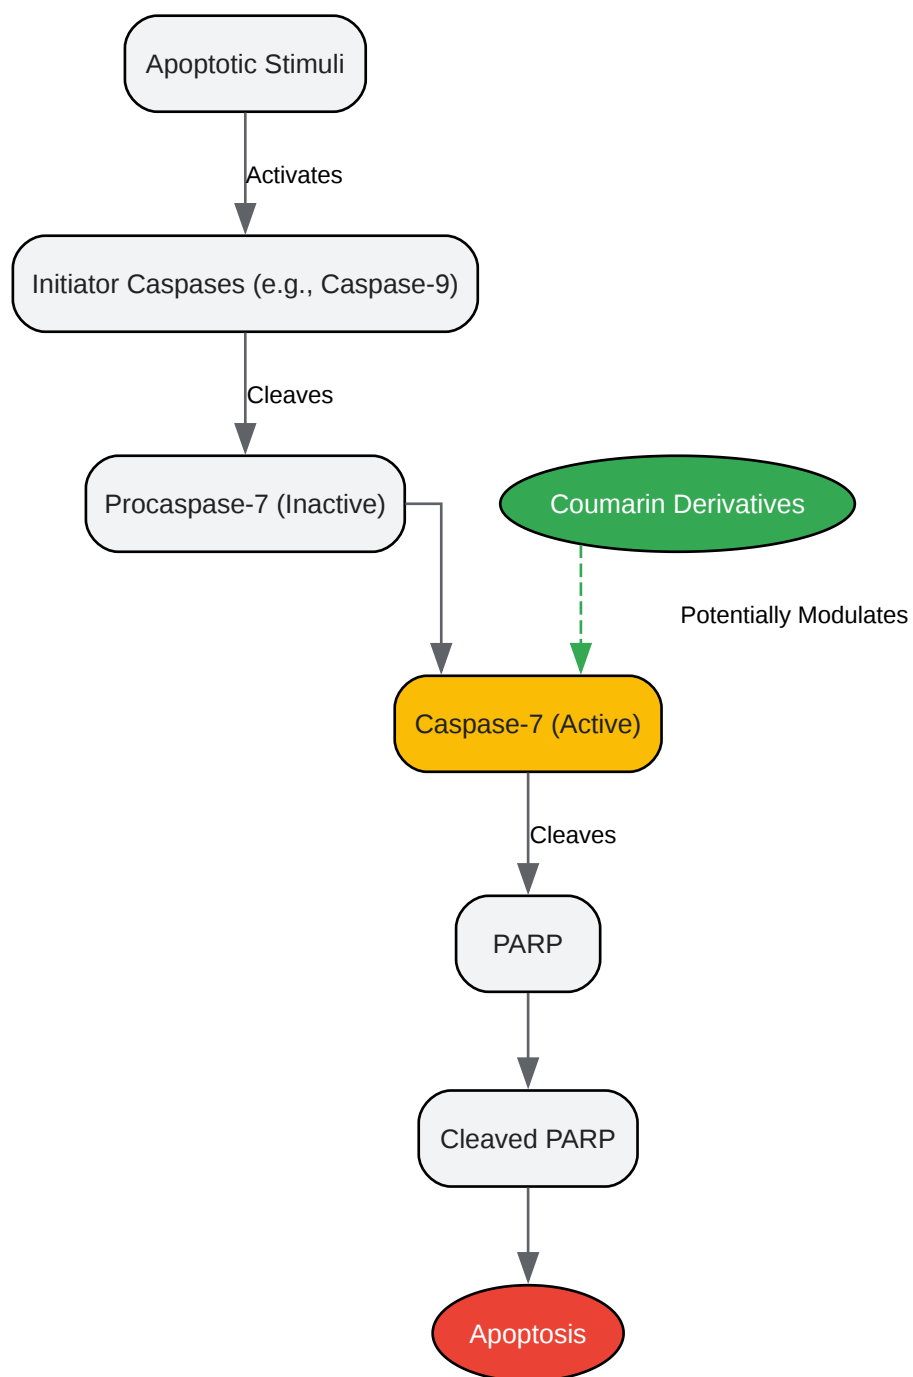 Apoptotic Stimuli
Activates
Initiator Caspases (e.g., Caspase-9)
Cleaves
Procaspase-7 (Inactive)
Coumarin Derivatives
Potentially Modulates
Caspase-7 (Active)
Cleaves
PARP
Cleaved PARP
Apoptosis